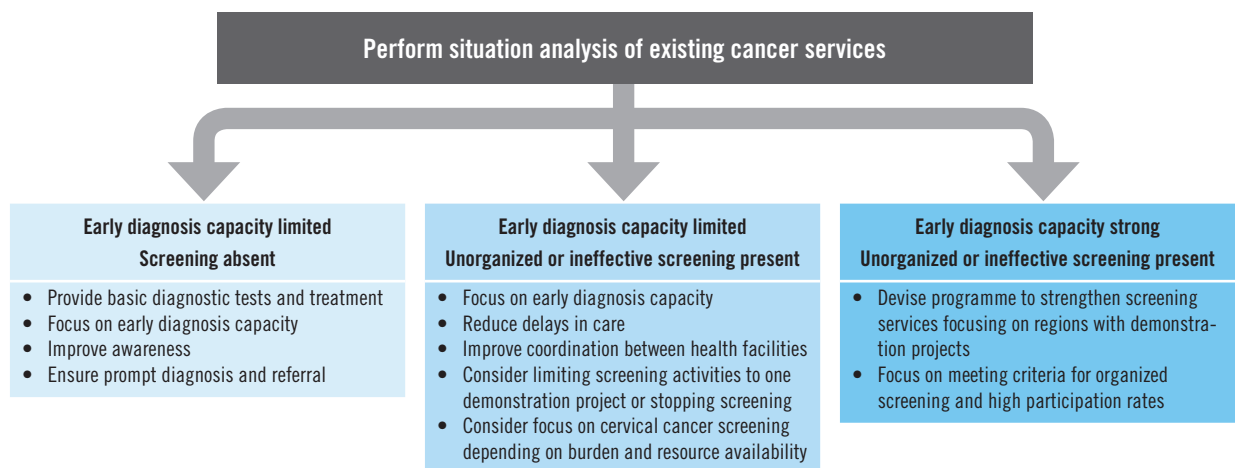 Perform situation analysis of existing cancer services
Early diagnosis capacity limited
Screening absent
• Provide basic diagnostic tests and treatment
• Focus on early diagnosis capacity
• Improve awareness
• Ensure prompt diagnosis and referral
Early diagnosis capacity limited
Unorganized or ineffective screening present
• Focus on early diagnosis capacity
• Reduce delays in care
• Improve coordination between health facilities
• Consider limiting screening activities to one
demonstration project or stopping screening
• Consider focus on cervical cancer screening
depending on burden and resource availability
Early diagnosis capacity strong
Unorganized or ineffective screening present
• Devise programme to strengthen screening
services focusing on regions with demonstra-
tion projects
• Focus on meeting criteria for organized
screening and high participation rates